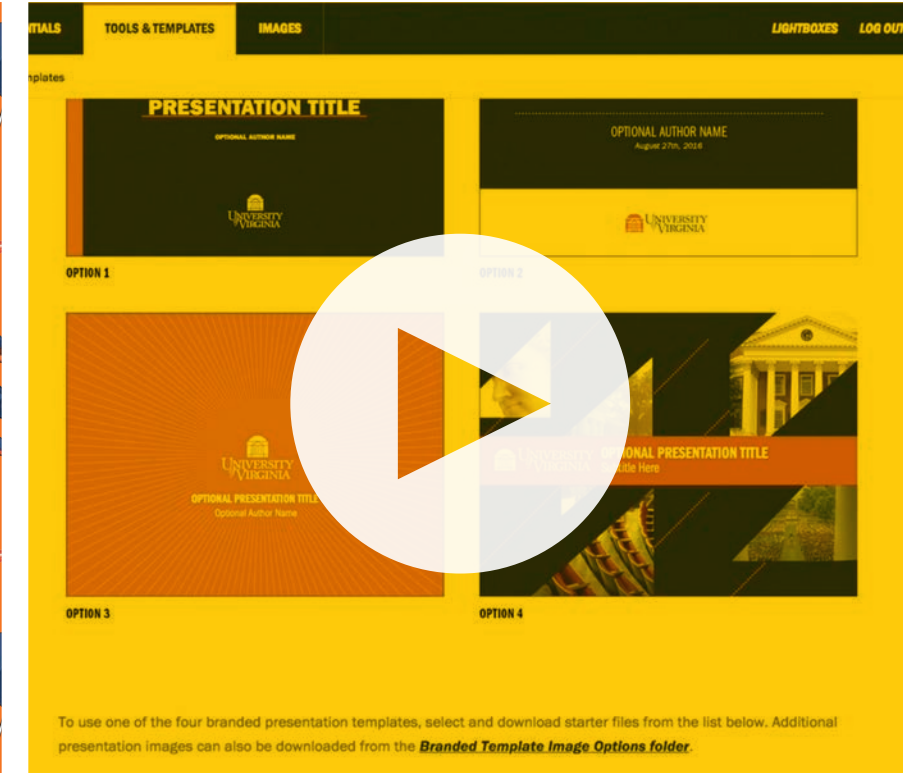 TOOLS & TEMPLATES IMAGES LIGHTBOXES LOG OUT
PRESENTATION TITLE
OPTIONAL AUTHOR NAME
UNIVERSITY
VIRGINIA
OPTION 1
OPTIONAL AUTHOR NAME
August 27th, 2016
UNIVERSITY
VIRGINIA
OPTION 2
UNIVERSITY
OF VIRGINIA
OPTIONAL PRESENTATION TITLE
Optional Author Name
OPTION 3
UNIVERSITY
VIRGINIA
PRESENTATION TITLE
Title Here
OPTION 4
To use one of the four branded presentation templates, select and download starter files from the list below. Additional
presentation images can also be downloaded from the Branded Template Image Options folder.